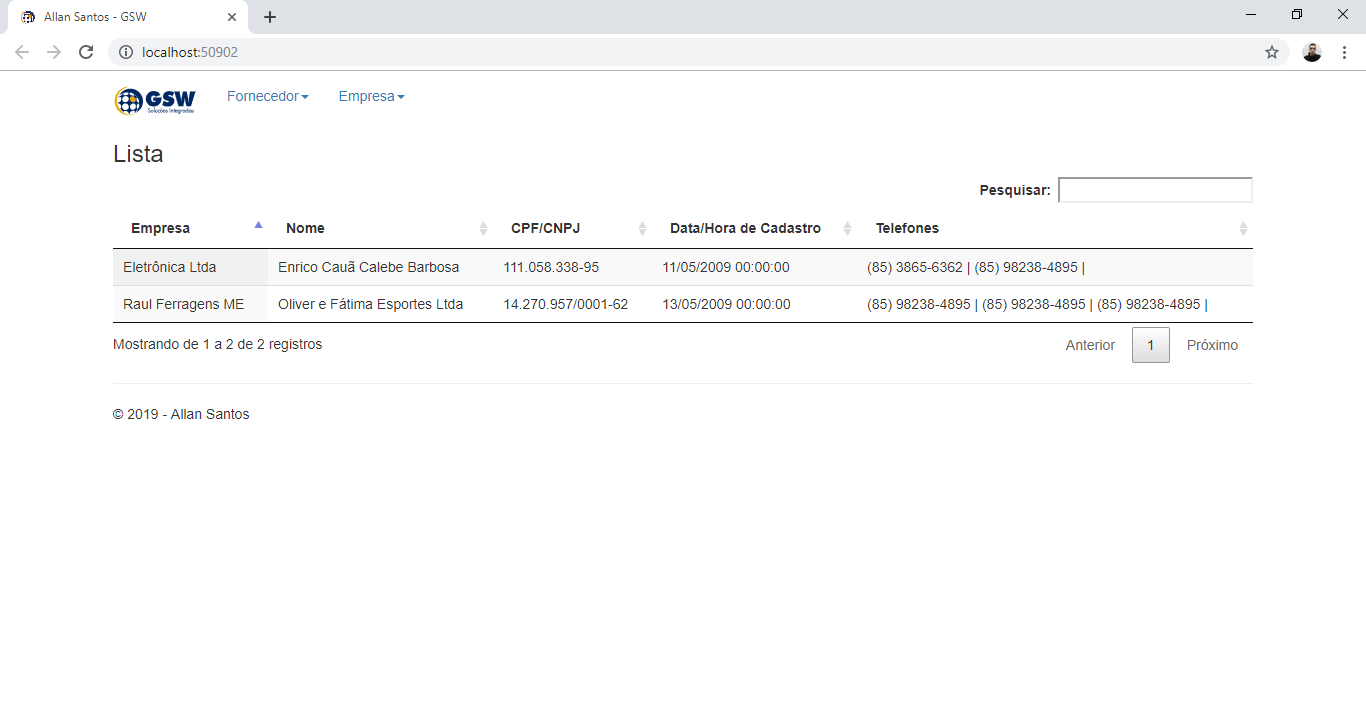 Allan Santos - GSW
localhost:50902
GSW Soluções Integradas Fornecedor Empresa
Lista
Pesquisar:
Empresa Nome CPF/CNPJ Data/Hora de Cadastro Telefones
Eletrônica Ltda Enrico Cauã Calebe Barbosa 111.058.338-95 11/05/2009 00:00:00 (85) 3865-6362 | (85) 98238-4895 |
Raul Ferragens ME Oliver e Fátima Esportes Ltda 14.270.957/0001-62 13/05/2009 00:00:00 (85) 98238-4895 | (85) 98238-4895 | (85) 98238-4895 |
Mostrando de 1 a 2 de 2 registros Anterior 1 Próximo
© 2019 - Allan Santos